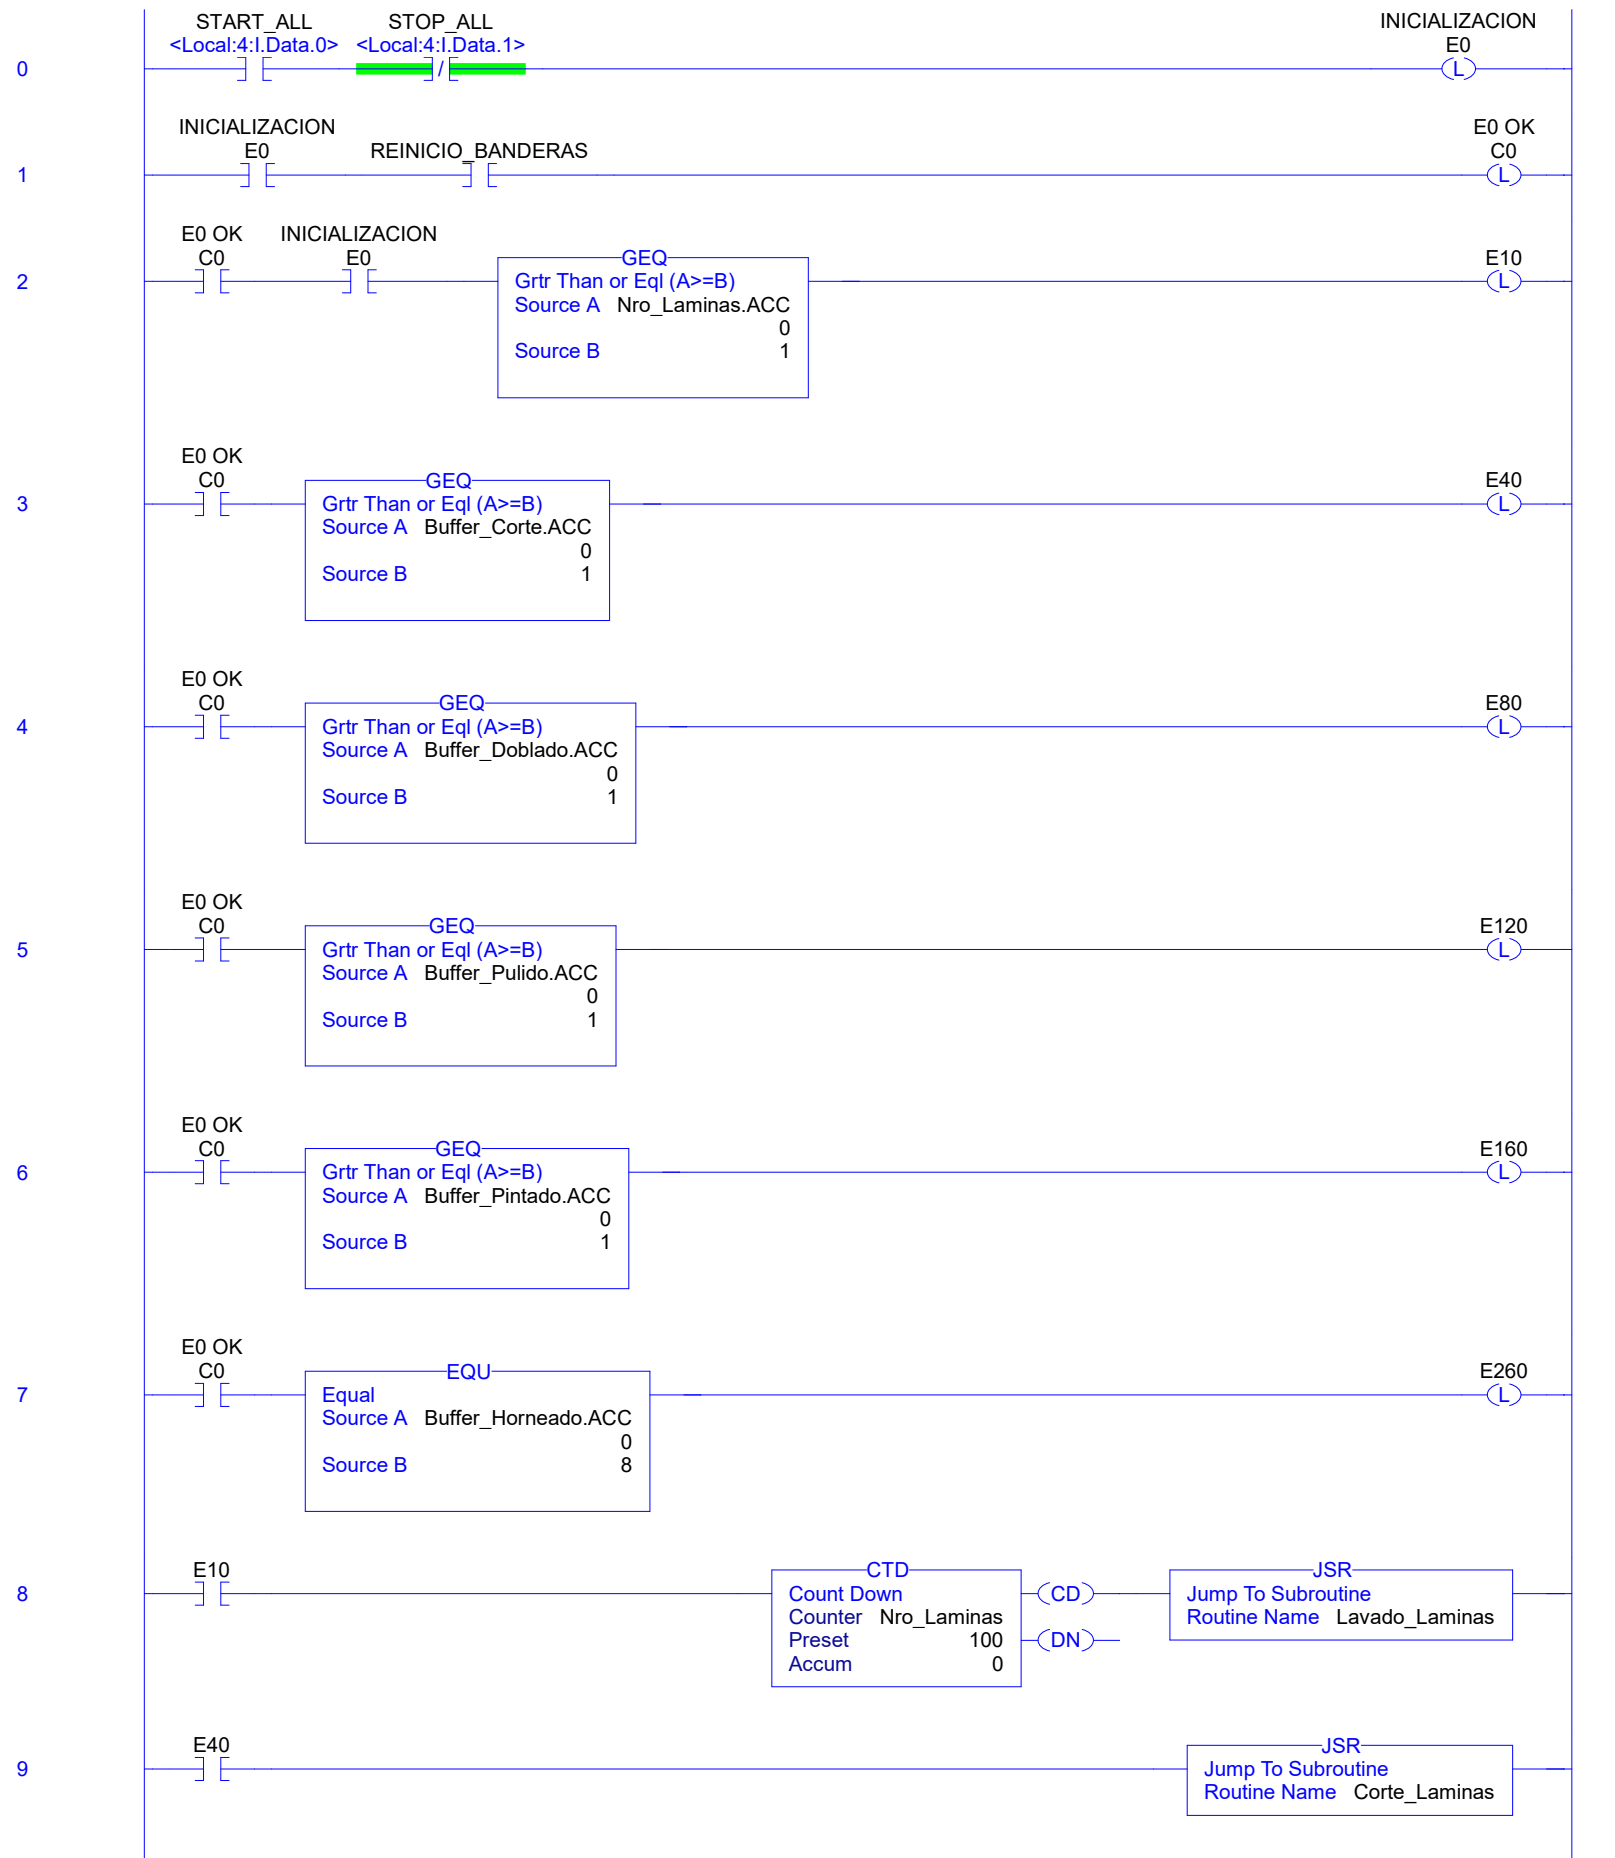 START_ALL STOP_ALL INICIALIZACION
<Local:4:I.Data.0> <Local:4:I.Data.1> E0
0 / L
INICIALIZACION E0 OK
E0 REINICIO_BANDERAS C0
1 L
E0 OK INICIALIZACION
C0 E0 GEQ E10
2 Grtr Than or Eql (A>=B) L
Source A Nro_Laminas.ACC
0
Source B 1
E0 OK
C0 GEQ E40
3 Grtr Than or Eql (A>=B) L
Source A Buffer_Corte.ACC
0
Source B 1
E0 OK
C0 GEQ E80
4 Grtr Than or Eql (A>=B) L
Source A Buffer_Doblado.ACC
0
Source B 1
E0 OK
C0 GEQ E120
5 Grtr Than or Eql (A>=B) L
Source A Buffer_Pulido.ACC
0
Source B 1
E0 OK
C0 GEQ E160
6 Grtr Than or Eql (A>=B) L
Source A Buffer_Pintado.ACC
0
Source B 1
E0 OK
C0 EQU E260
7 Equal L
Source A Buffer_Horneado.ACC
0
Source B 8
E10 CTD JSR
8 Count Down CD Jump To Subroutine
Counter Nro_Laminas Routine Name Lavado_Laminas
Preset 100 DN
Accum 0
E40 JSR
9 Jump To Subroutine
Routine Name Corte_Laminas